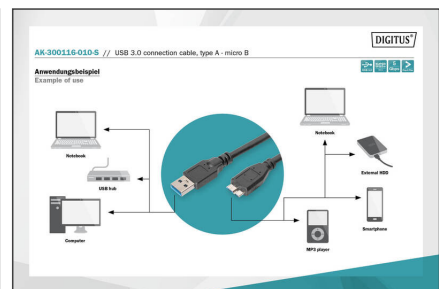 DIGITUS®
AK-300116-010-S // USB 3.0 connection cable, type A - micro B
Anwendungsbeispiel
Example of use
Notebook
Notebook
External HDD
USB hub
Computer
Smartphone
MP3 player